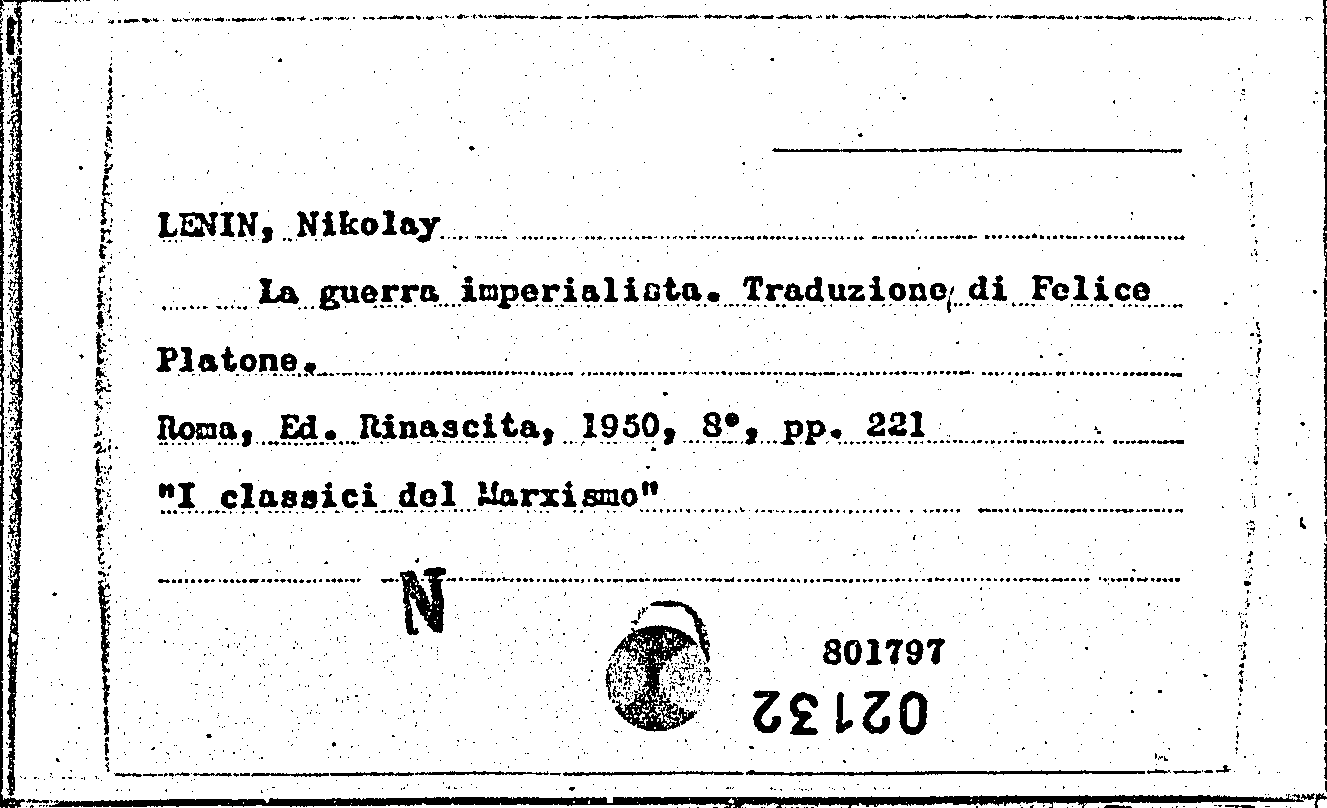 LENIN, Nikolay
La guerra imperialista. Traduzione di Felice
Platone.
Roma, Ed. Rinascita, 1950, 8°, pp. 221
"I classici del Marxismo"
N
801797
02132